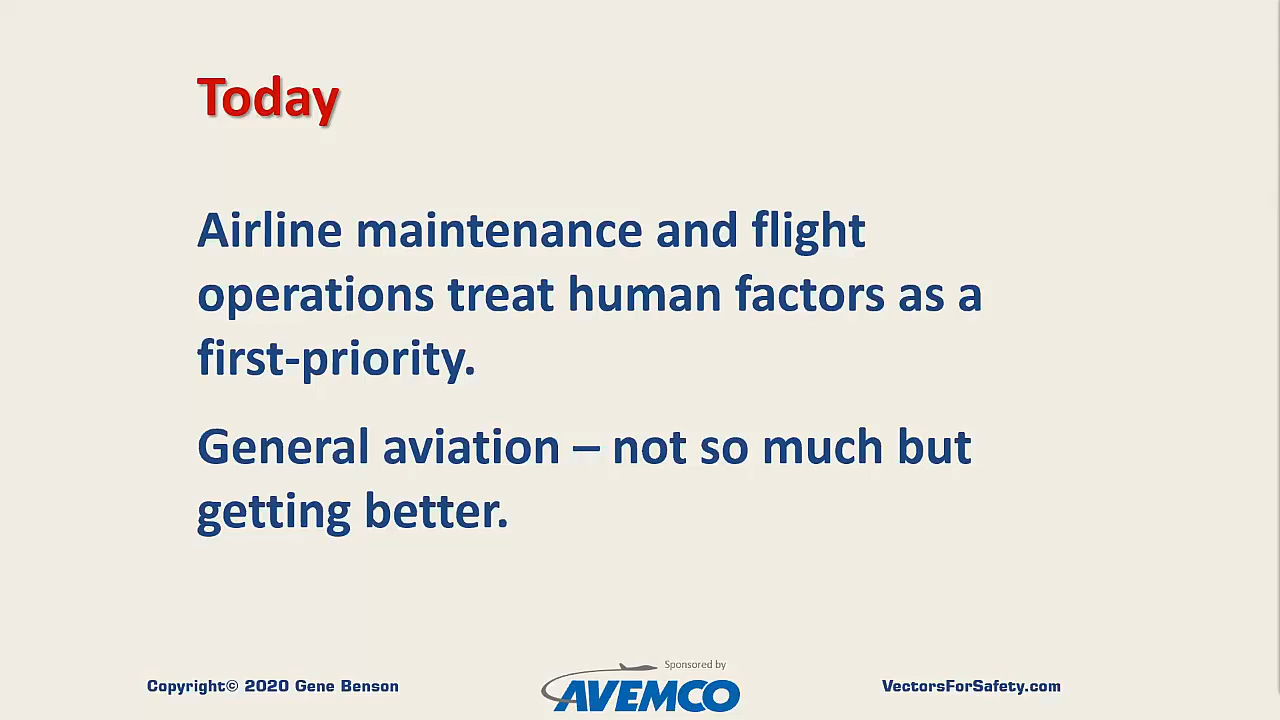 Today
Airline maintenance and flight
operations treat human factors as a
first-priority.
General aviation – not so much but
getting better.
Sponsored by
Copyright© 2020 Gene Benson
AVEMCO
VectorsForSafety.com